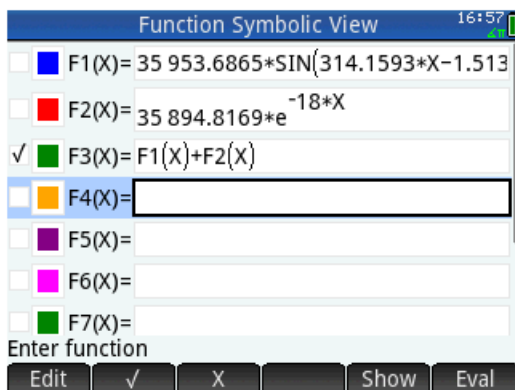 Function Symbolic View 16:57
∡π
F1(X)= 35 953.6865*SIN(314.1593*X−1.513
F2(X)= 35 894.8169*e^-18*X
√ F3(X)= F1(X)+F2(X)
F4(X)=
F5(X)=
F6(X)=
F7(X)=
Enter function
Edit √ X Show Eval